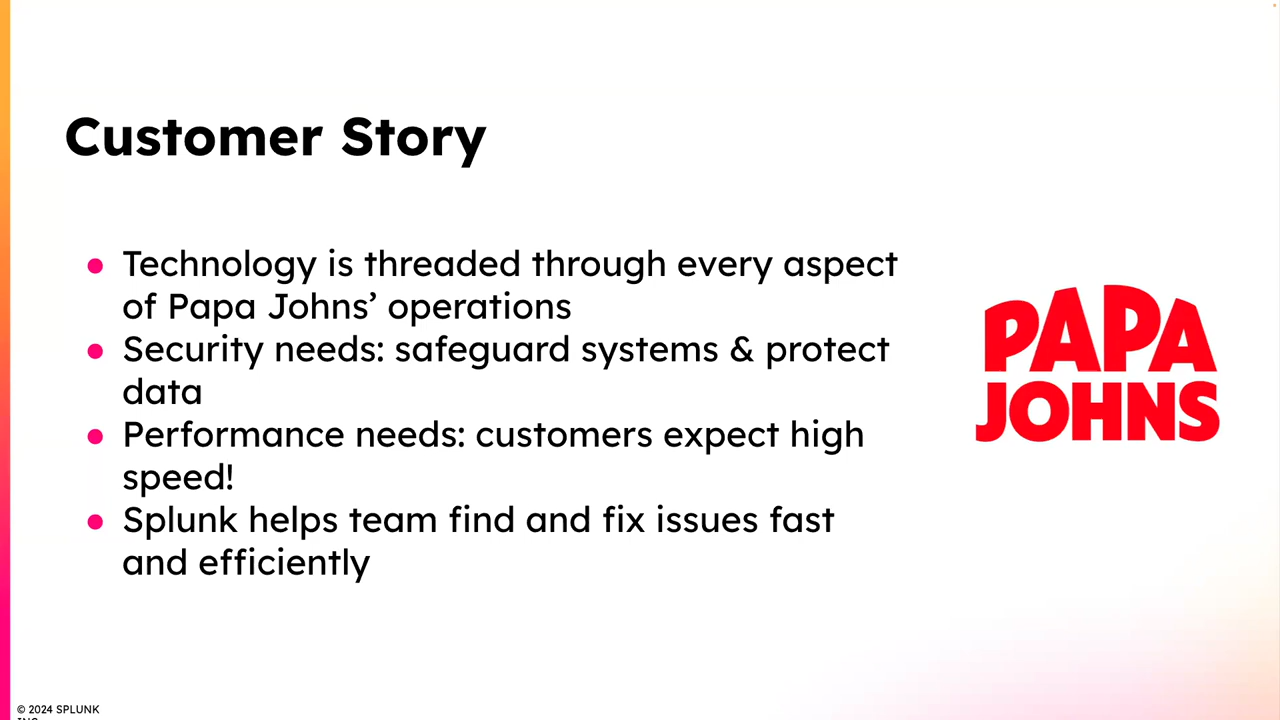 Customer Story
● Technology is threaded through every aspect
of Papa Johns’ operations
● Security needs: safeguard systems & protect
data
● Performance needs: customers expect high
speed!
● Splunk helps team find and fix issues fast
and efficiently
PAPA
JOHNS
© 2024 SPLUNK
INC.